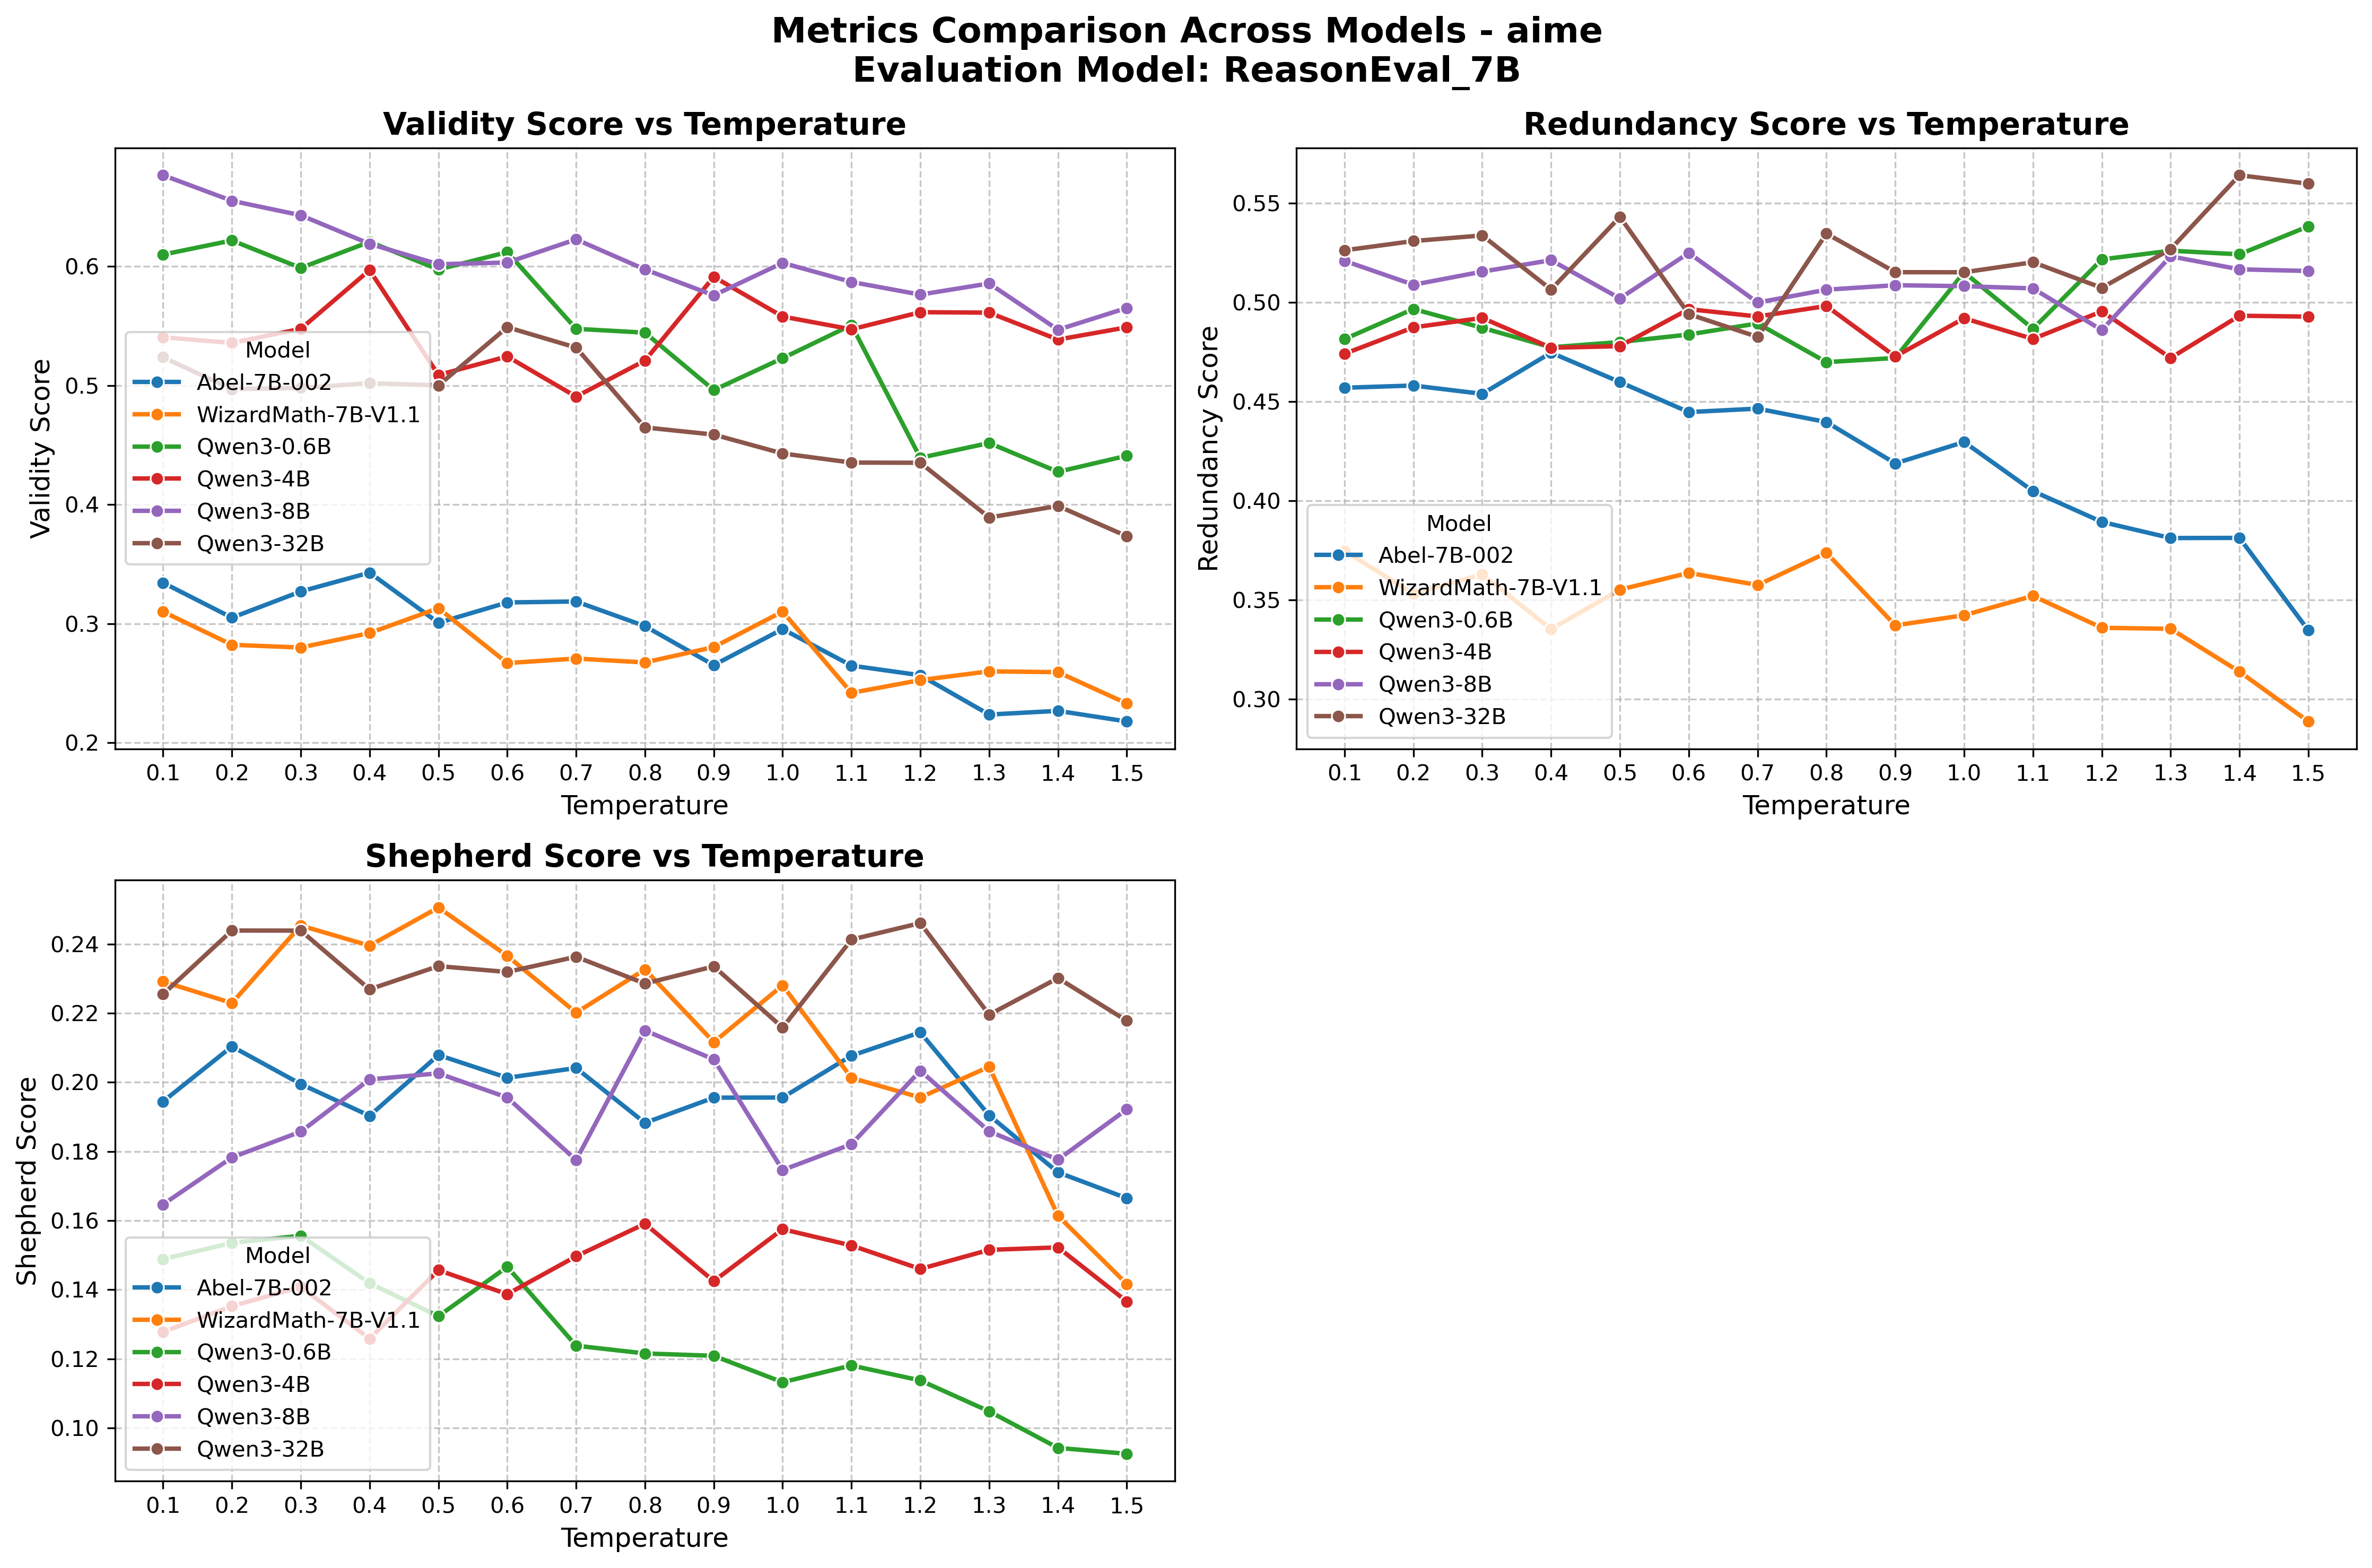 Metrics Comparison Across Models - aime
Evaluation Model: ReasonEval_7B
Validity Score vs Temperature
Validity Score
0.6
0.5
0.4
0.3
0.2
Model
Abel-7B-002
WizardMath-7B-V1.1
Qwen3-0.6B
Qwen3-4B
Qwen3-8B
Qwen3-32B
0.1 0.2 0.3 0.4 0.5 0.6 0.7 0.8 0.9 1.0 1.1 1.2 1.3 1.4 1.5
Temperature
Redundancy Score vs Temperature
Redundancy Score
0.55
0.50
0.45
0.40
0.35
0.30
Model
Abel-7B-002
WizardMath-7B-V1.1
Qwen3-0.6B
Qwen3-4B
Qwen3-8B
Qwen3-32B
0.1 0.2 0.3 0.4 0.5 0.6 0.7 0.8 0.9 1.0 1.1 1.2 1.3 1.4 1.5
Temperature
Shepherd Score vs Temperature
Shepherd Score
0.24
0.22
0.20
0.18
0.16
0.14
0.12
0.10
Model
Abel-7B-002
WizardMath-7B-V1.1
Qwen3-0.6B
Qwen3-4B
Qwen3-8B
Qwen3-32B
0.1 0.2 0.3 0.4 0.5 0.6 0.7 0.8 0.9 1.0 1.1 1.2 1.3 1.4 1.5
Temperature